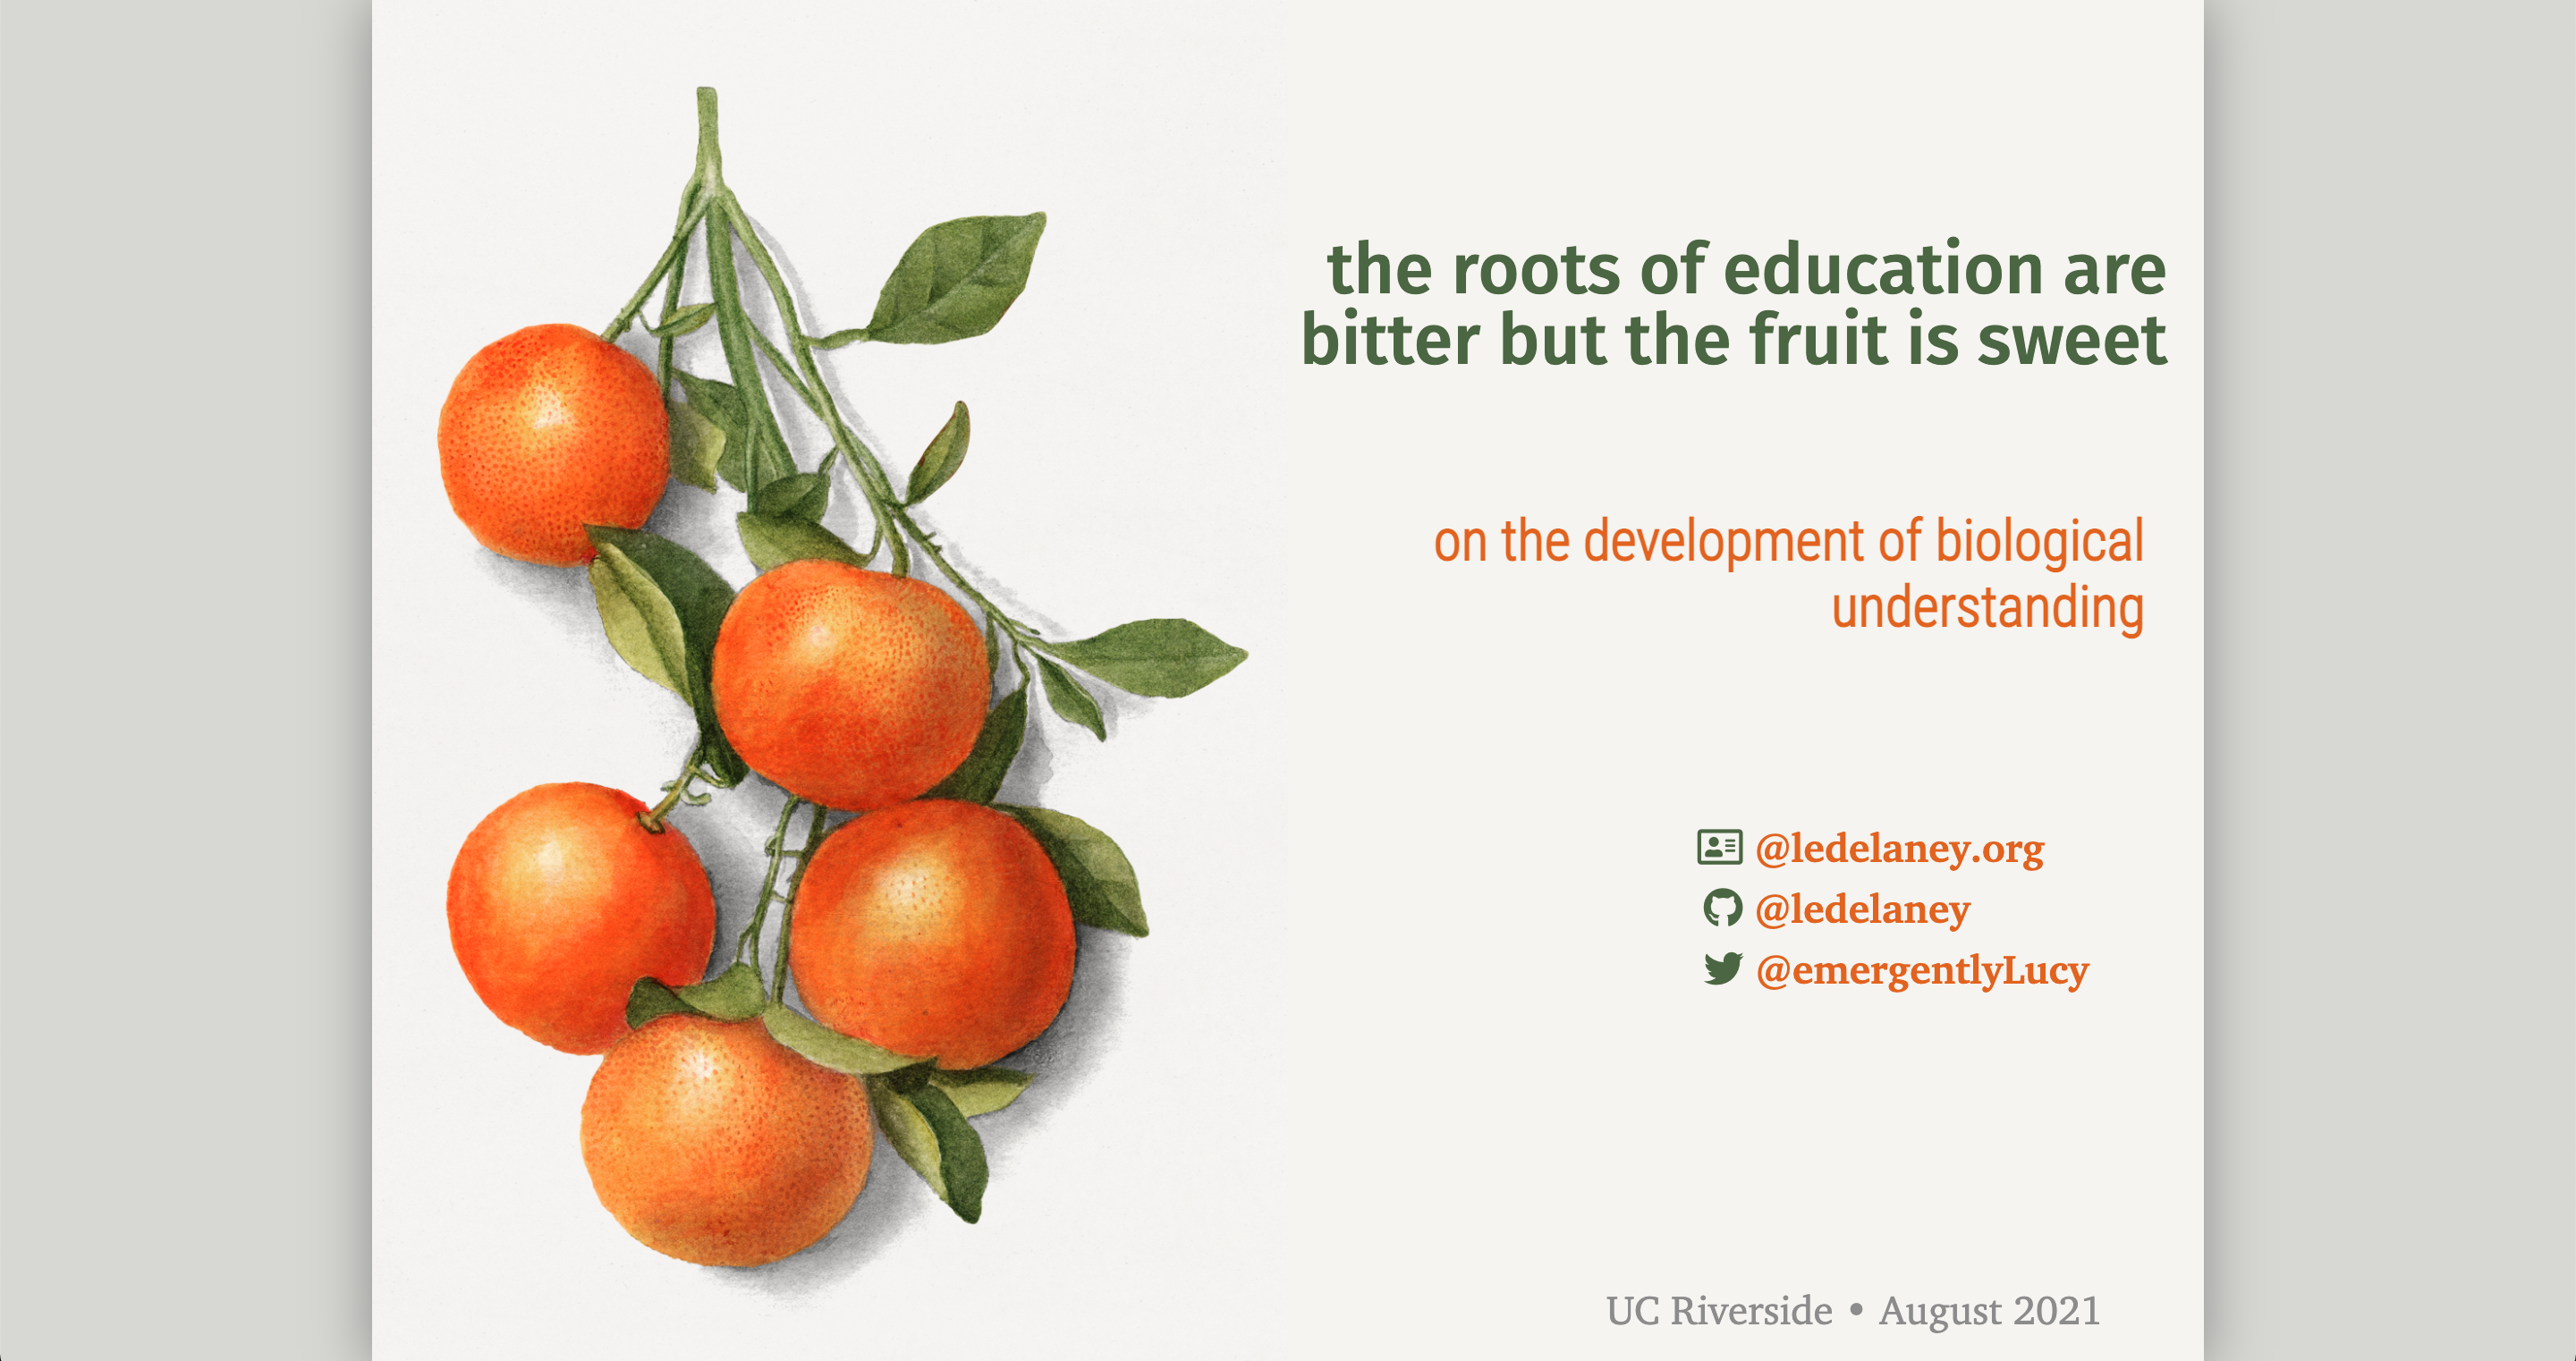 the roots of education are
bitter but the fruit is sweet
on the development of biological
understanding
@ledelaney.org
@ledelaney
@emergentlyLucy
UC Riverside • August 2021